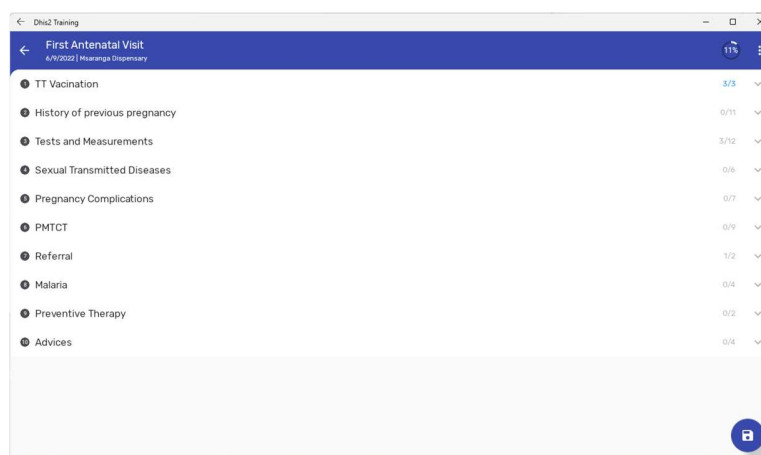 Dhis2 Training
First Antenatal Visit
6/9/2022 | Msaranga Dispensary
11%
1 TT Vacination 3/3
2 History of previous pregnancy 0/11
3 Tests and Measurements 3/12
4 Sexual Transmitted Diseases 0/6
5 Pregnancy Complications 0/7
6 PMTCT 0/9
7 Referral 1/2
8 Malaria 0/4
9 Preventive Therapy 0/2
10 Advices 0/4